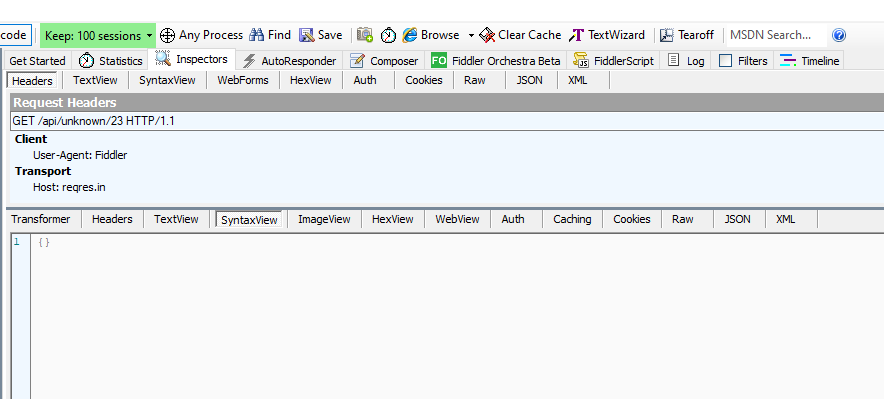 code Keep: 100 sessions Any Process Find Save Browse Clear Cache TextWizard Tearoff MSDN Search...
Get Started Statistics Inspectors AutoResponder Composer FO Fiddler Orchestra Beta FiddlerScript Log Filters Timeline
Headers TextView SyntaxView WebForms HexView Auth Cookies Raw JSON XML
Request Headers
GET /api/unknown/23 HTTP/1.1
Client
User-Agent: Fiddler
Transport
Host: reqres.in
Transformer Headers TextView SyntaxView ImageView HexView WebView Auth Caching Cookies Raw JSON XML
1 {}